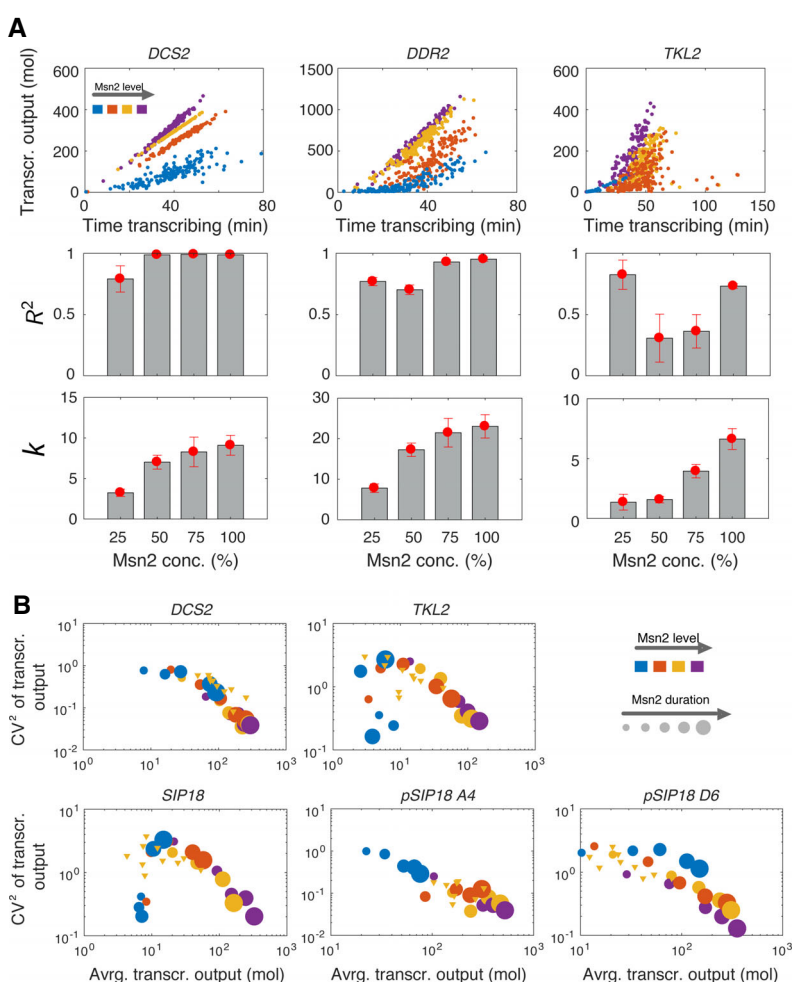 A
DCS2
DDR2
TKL2
Transcr. output (mol)
600
400
200
0
Msn2 level
0 40 80
Time transcribing (min)
1500
1000
500
0
0 40 80
Time transcribing (min)
600
400
200
0
0 50 100 150
Time transcribing (min)
R²
1
0.5
0
1
0.5
0
1
0.5
0
k
15
10
5
0
25 50 75 100
Msn2 conc. (%)
30
20
10
0
25 50 75 100
Msn2 conc. (%)
10
5
0
25 50 75 100
Msn2 conc. (%)
B
DCS2
TKL2
CV² of transcr.
output
10¹
10⁰
10⁻¹
10⁻²
10⁰ 10¹ 10² 10³
10¹
10⁰
10⁻¹
10⁰ 10¹ 10² 10³
Msn2 level
Msn2 duration
SIP18
pSIP18 A4
pSIP18 D6
CV² of transcr.
output
10¹
10⁰
10⁻¹
10⁰ 10¹ 10² 10³
Avrg. transcr. output (mol)
10¹
10⁰
10⁻¹
10⁻²
10¹ 10² 10³
Avrg. transcr. output (mol)
10¹
10⁰
10⁻¹
10¹ 10² 10³
Avrg. transcr. output (mol)